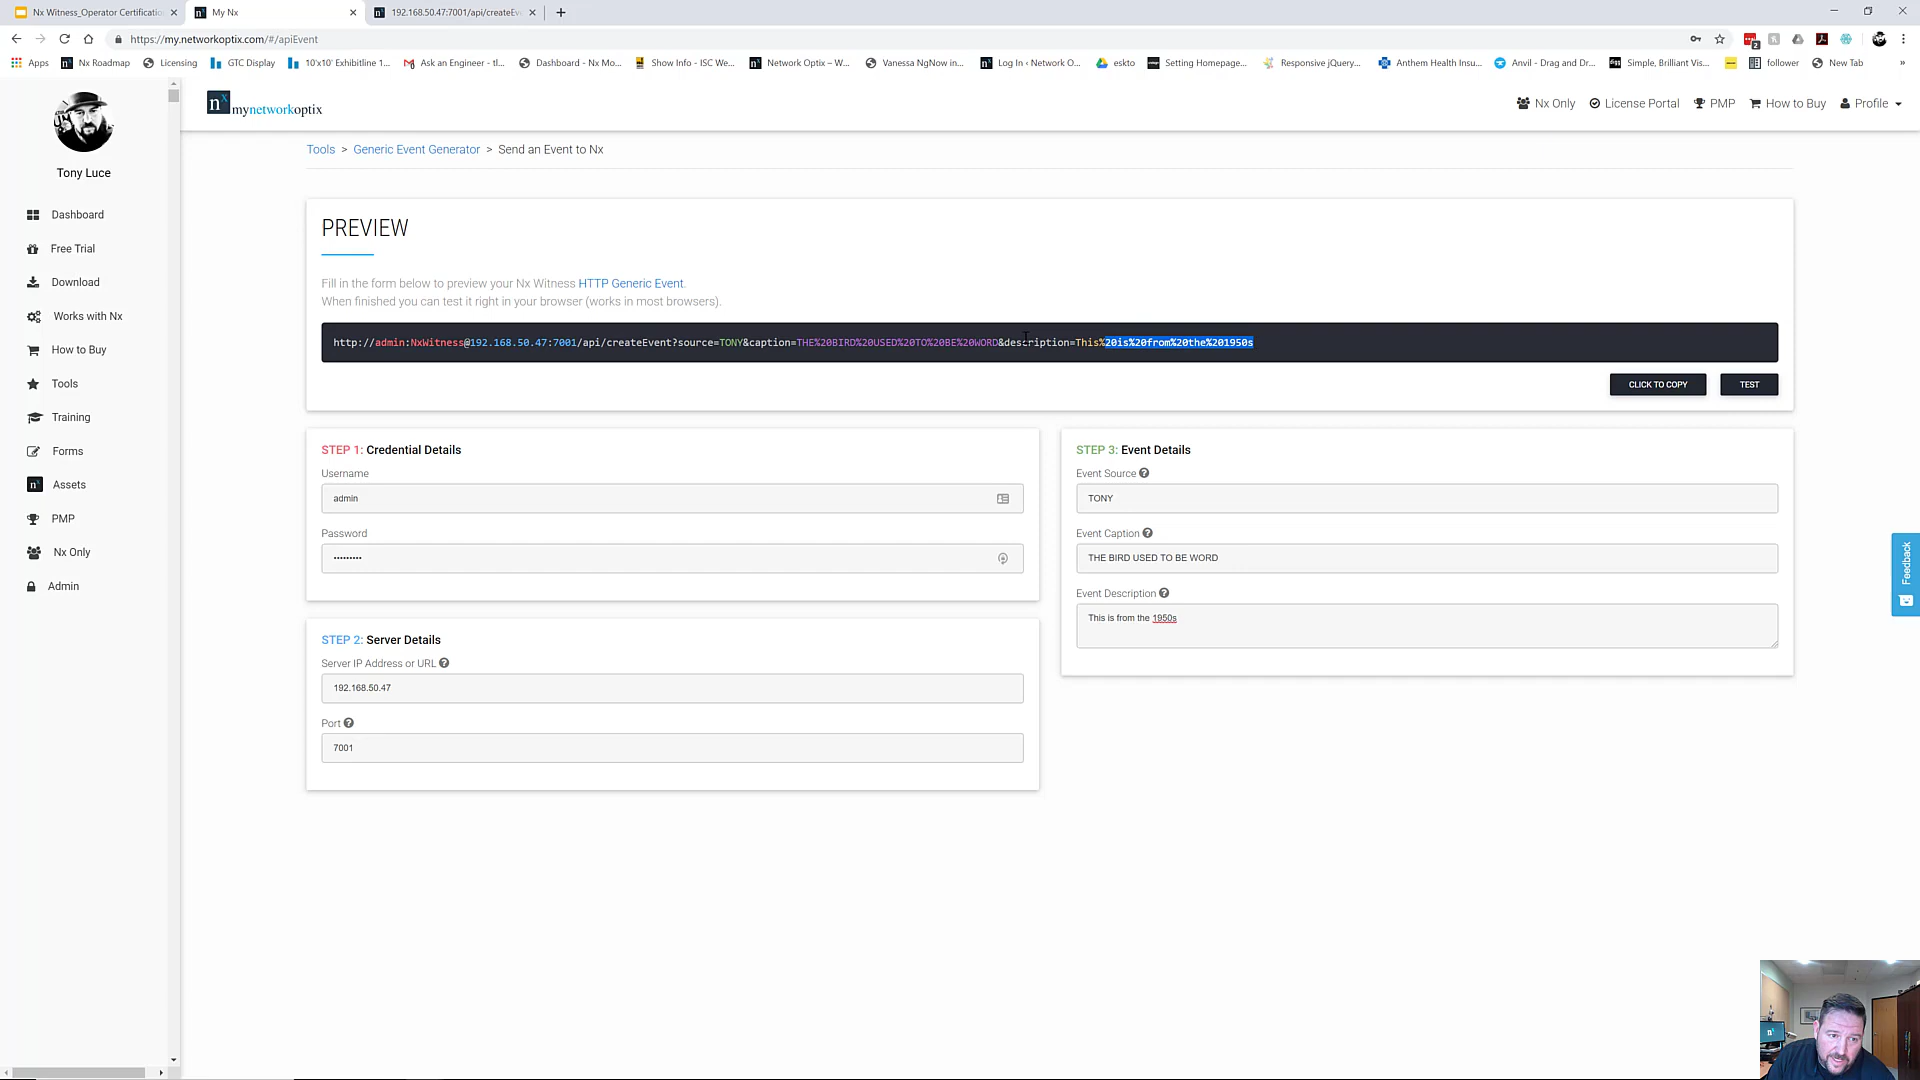 Nx Witness_Operator Certificatio
My Nx
192.168.50.47:7001/api/createEve
https://my.networkoptix.com/#/apiEvent
2
Apps
Nx Roadmap
Licensing
GTC Display
10'x10' Exhibitline 1...
Ask an Engineer - tl...
Dashboard - Nx Mo...
Show Info - ISC We...
Network Optix – W...
Vanessa NgNow in...
Log In ‹ Network O...
eskto
Setting Homepage...
Responsive jQuery...
Anthem Health Insu...
Anvil - Drag and Dr...
Simple, Brilliant Vis...
follower
New Tab
»
Tony Luce
Dashboard
Free Trial
Download
Works with Nx
How to Buy
Tools
Training
Forms
Assets
PMP
Nx Only
Admin
nx mynetworkoptix
Nx Only
License Portal
PMP
How to Buy
Profile
Tools > Generic Event Generator > Send an Event to Nx
PREVIEW
Fill in the form below to preview your Nx Witness HTTP Generic Event.
When finished you can test it right in your browser (works in most browsers).
http://admin:NxWitness@192.168.50.47:7001/api/createEvent?source=TONY&caption=THE%20BIRD%20USED%20TO%20BE%20WORD&description=This%20is%20from%20the%201950s
CLICK TO COPY
TEST
STEP 1: Credential Details
Username
admin
Password
•••••••••
STEP 2: Server Details
Server IP Address or URL
192.168.50.47
Port
7001
STEP 3: Event Details
Event Source
TONY
Event Caption
THE BIRD USED TO BE WORD
Event Description
This is from the 1950s
Feedback